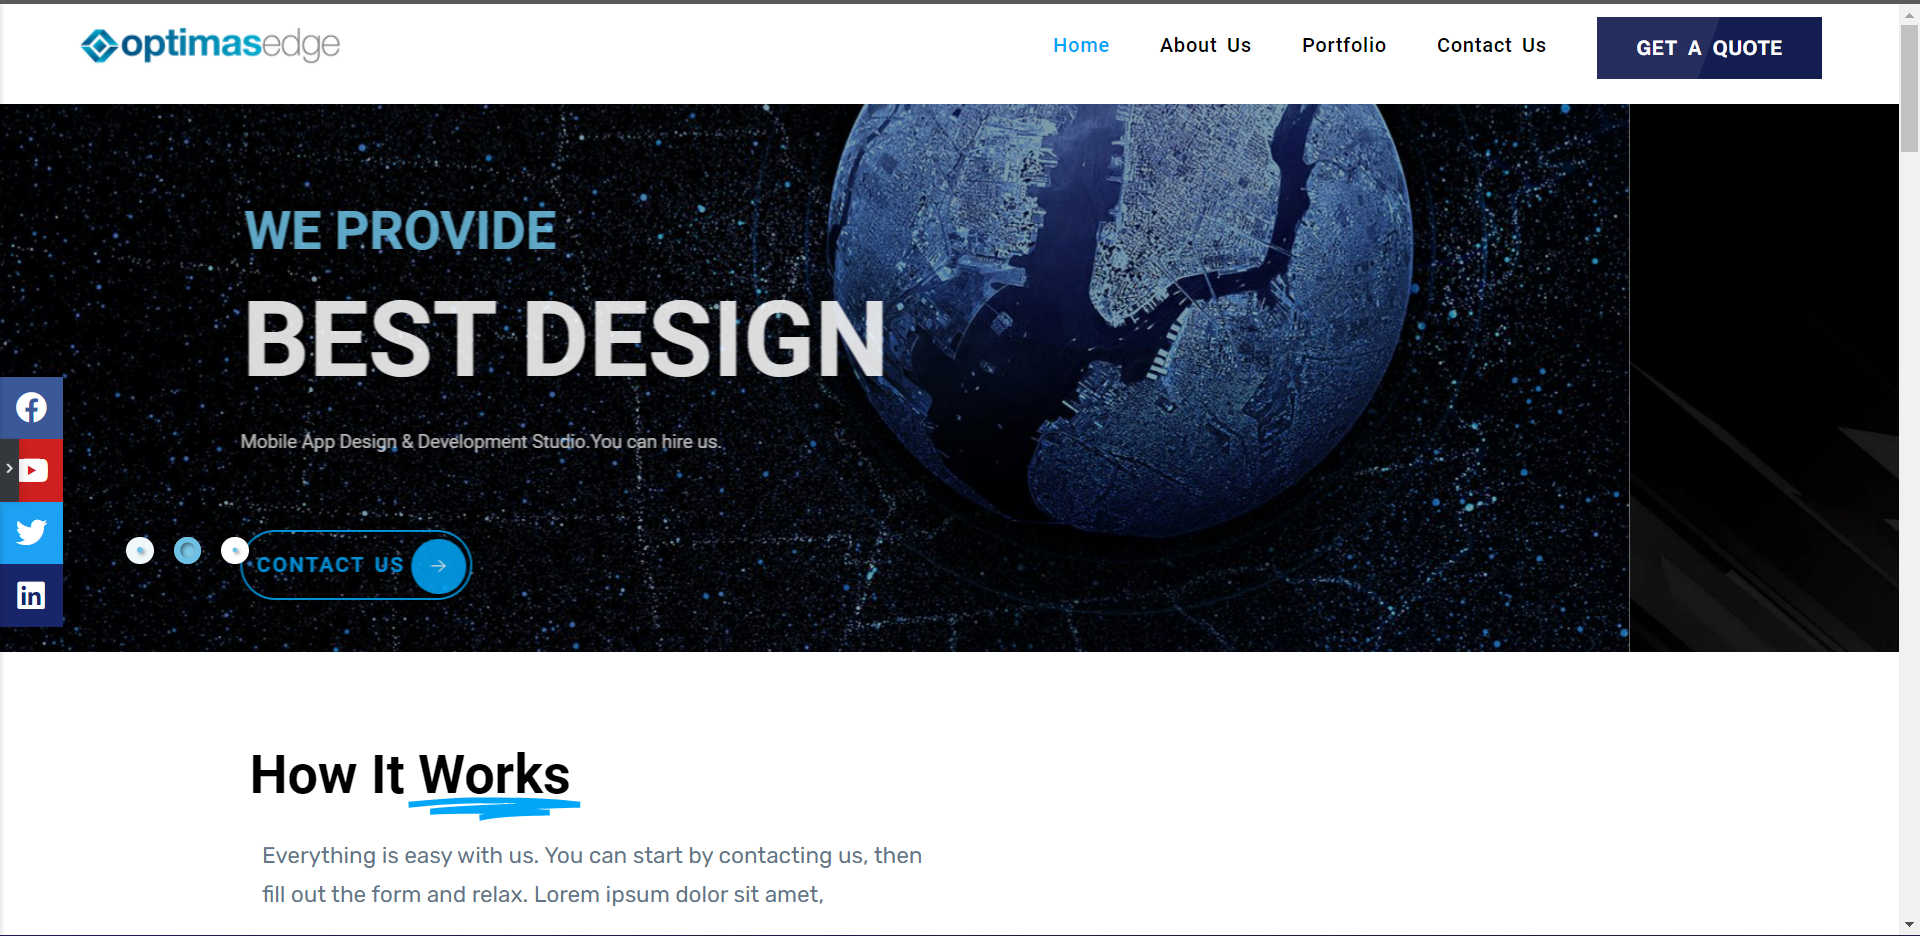 optimasedge
Home About Us Portfolio Contact Us GET A QUOTE
WE PROVIDE
BEST DESIGN
Mobile App Design & Development Studio.You can hire us.
CONTACT US
How It Works
Everything is easy with us. You can start by contacting us, then
fill out the form and relax. Lorem ipsum dolor sit amet,